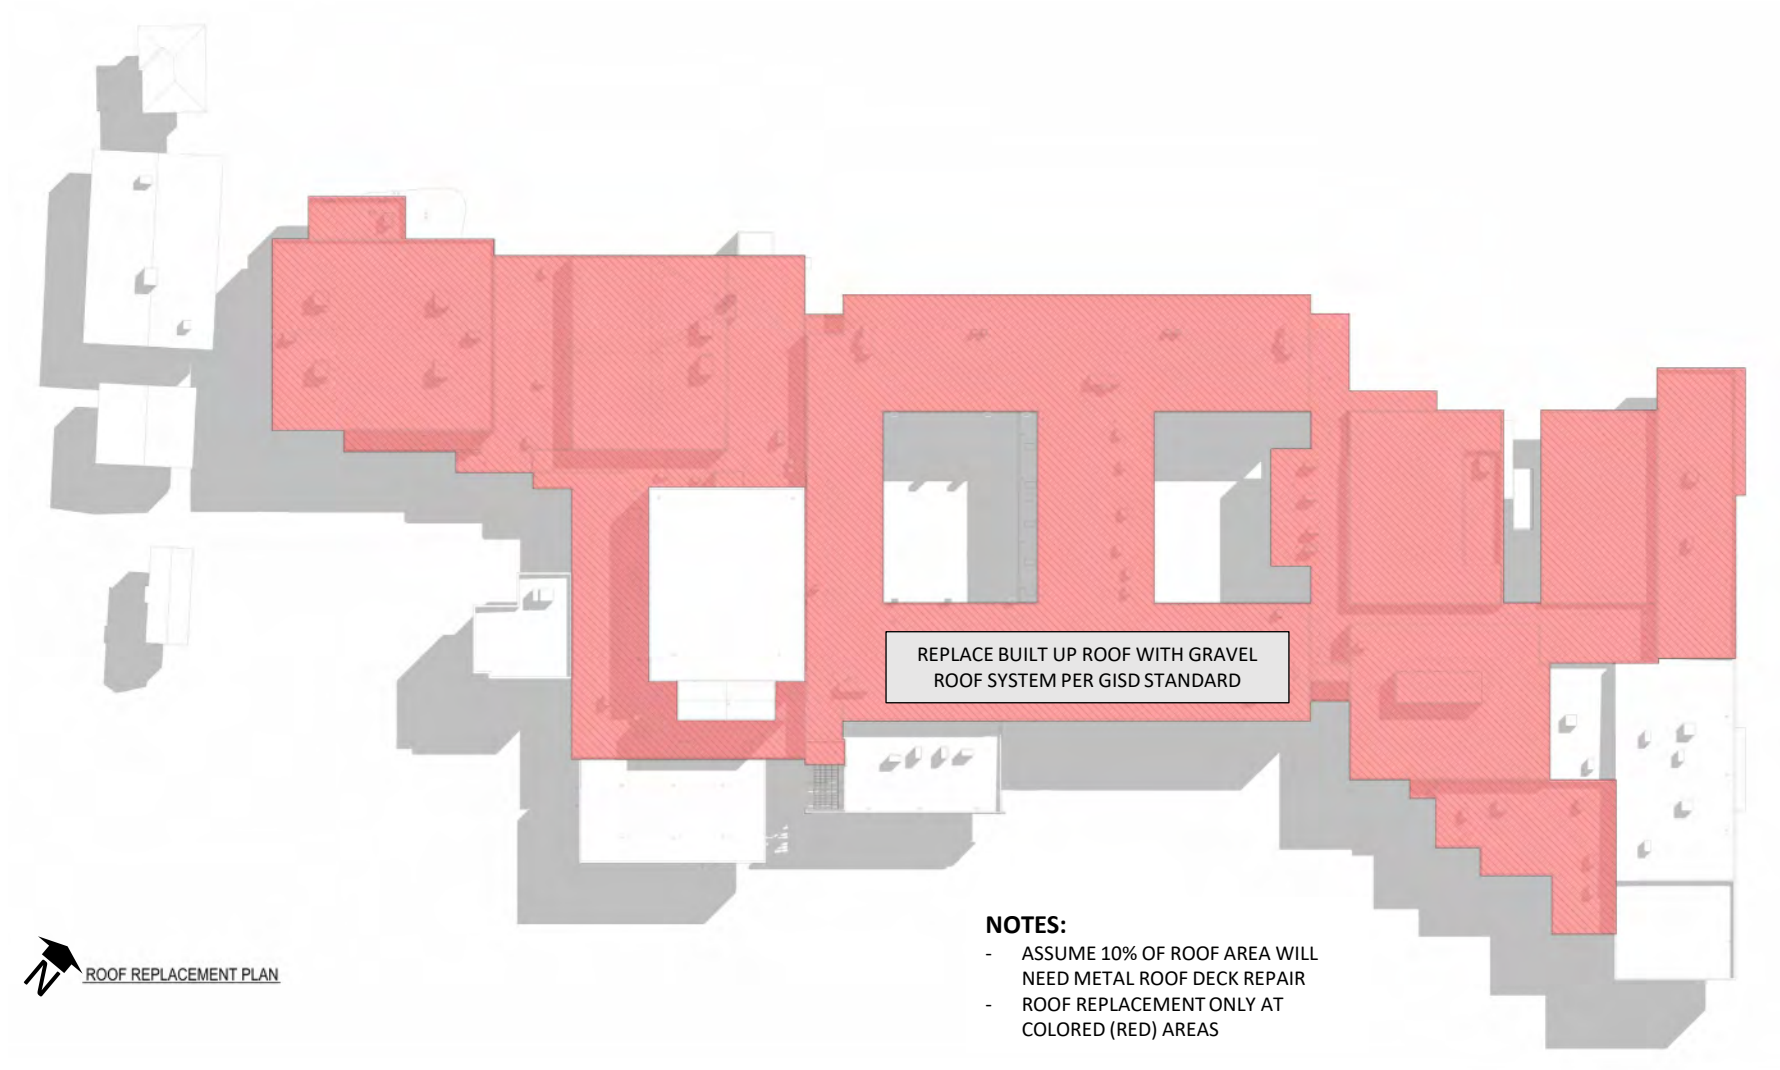 REPLACE BUILT UP ROOF WITH GRAVEL
ROOF SYSTEM PER GISD STANDARD
NOTES:
- ASSUME 10% OF ROOF AREA WILL
NEED METAL ROOF DECK REPAIR
- ROOF REPLACEMENT ONLY AT
COLORED (RED) AREAS
N
ROOF REPLACEMENT PLAN